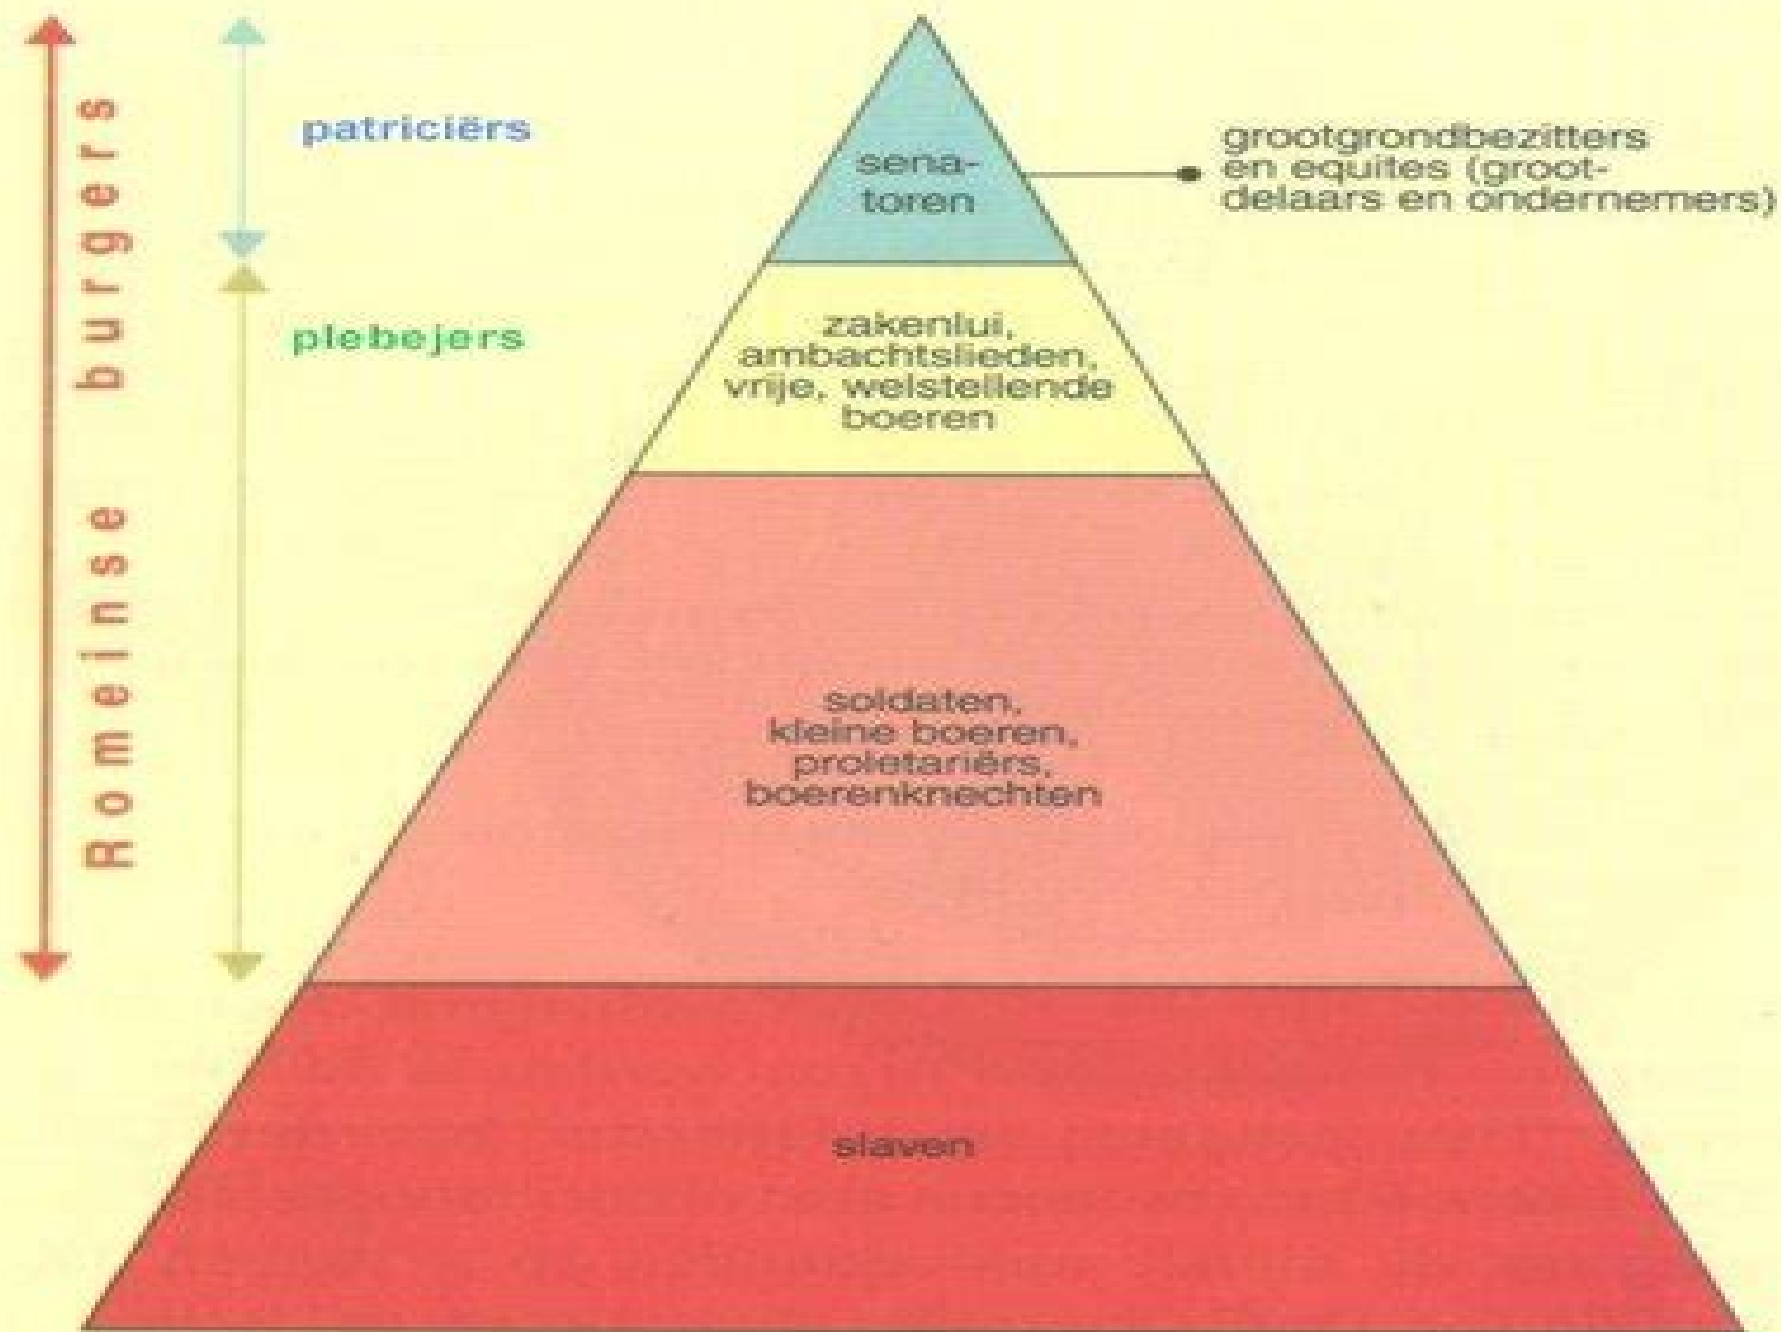 Romeinse burgers
patriciërs
plebejers
sena-
toren
grootgrondbezitters
en equites (groot-
delaars en ondernemers)
zakenlui,
ambachtslieden,
vrije, welstellende
boeren
soldaten,
kleine boeren,
proletariërs,
boerenknechten
slaven